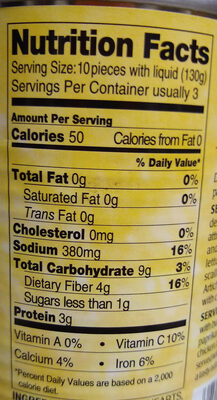 Nutrition Facts
Serving Size: 10 pieces with liquid (130g)
Servings Per Container usually 3
Amount Per Serving
Calories 50 Calories from Fat 0
% Daily Value*
Total Fat 0g 0%
Saturated Fat 0g 0%
Trans Fat 0g
Cholesterol 0mg 0%
Sodium 380mg 16%
Total Carbohydrate 9g 3%
Dietary Fiber 4g 16%
Sugars less than 1g
Protein 3g
Vitamin A 0% • Vitamin C 10%
Calcium 4% • Iron 6%
*Percent Daily Values are based on a 2,000
calorie diet.